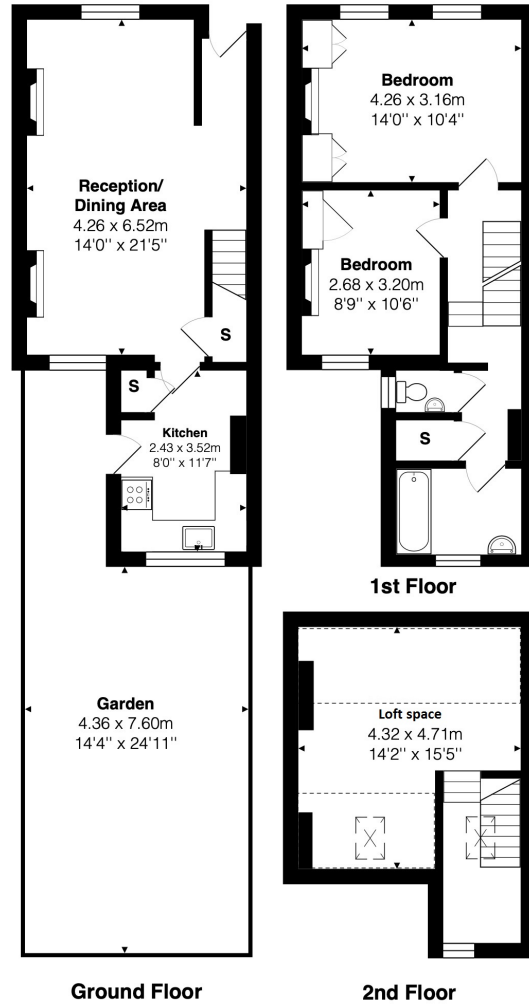 Reception/
Dining Area
4.26 x 6.52m
14'0'' x 21'5''
S
S
Kitchen
2.43 x 3.52m
8'0'' x 11'7''
Garden
4.36 x 7.60m
14'4'' x 24'11''
Ground Floor
Bedroom
4.26 x 3.16m
14'0'' x 10'4''
Bedroom
2.68 x 3.20m
8'9'' x 10'6''
S
1st Floor
Loft space
4.32 x 4.71m
14'2'' x 15'5''
2nd Floor